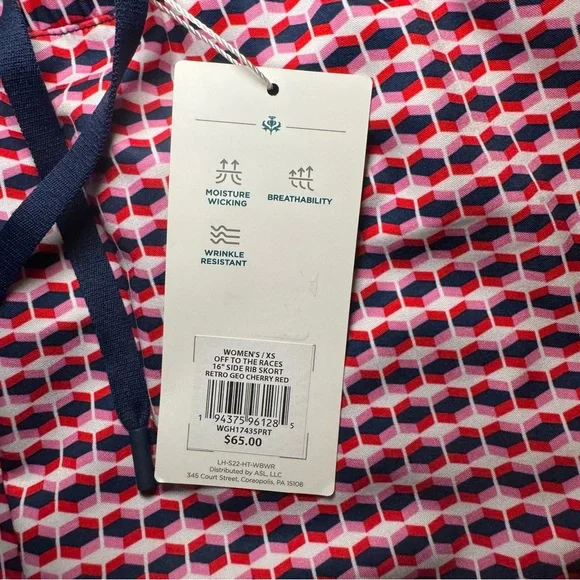 MOISTURE
WICKING
BREATHABILITY
WRINKLE
RESISTANT
WOMEN'S / XS
OFF TO THE RACES
16" SIDE RIB SKORT
RETRO GEO CHERRY RED
1 94375 96128 5
WGH17435PRT
$65.00
LH-S22-HT-WBWR
Distributed by ASL, LLC
345 Court Street, Coraopolis, PA 15108